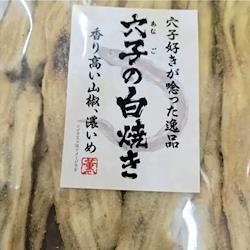 穴子好きが唸った逸品
あなご
穴子の白焼き
香り高い山椒、濃いめ